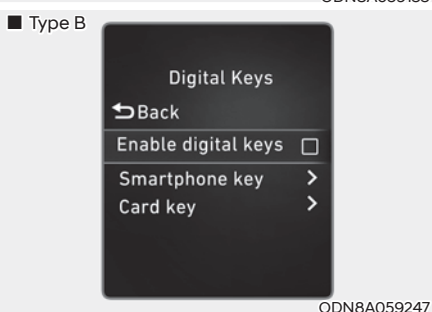 ■ Type B
Digital Keys
Back
Enable digital keys
Smartphone key >
Card key >
ODN8A059247